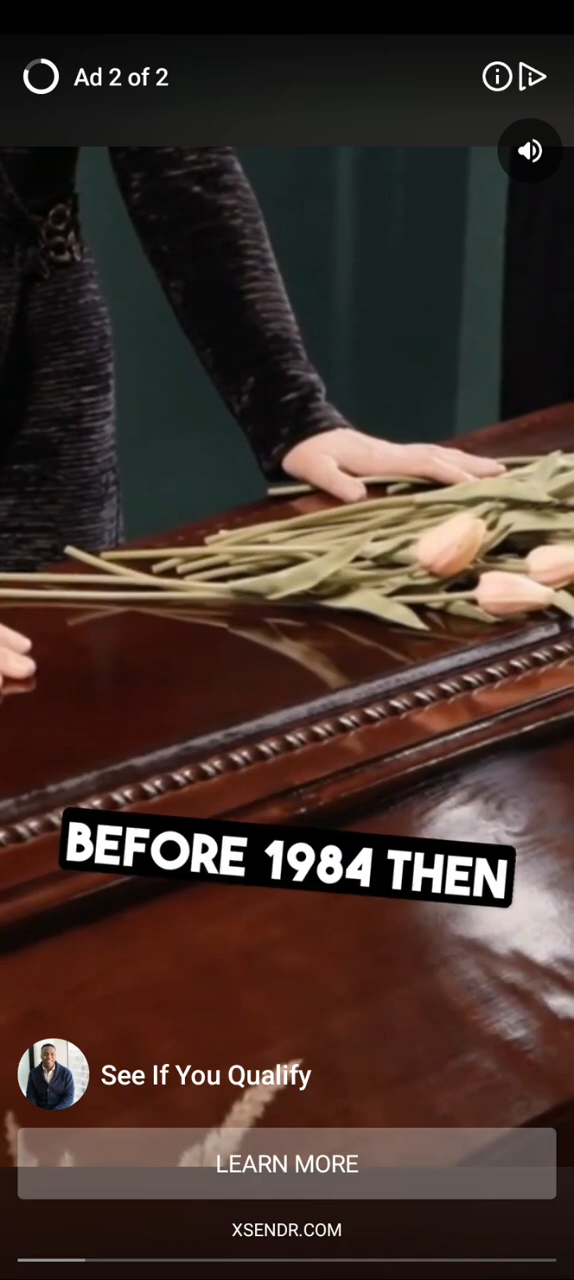 Ad 2 of 2
BEFORE 1984 THEN
See If You Qualify
LEARN MORE
XSENDR.COM